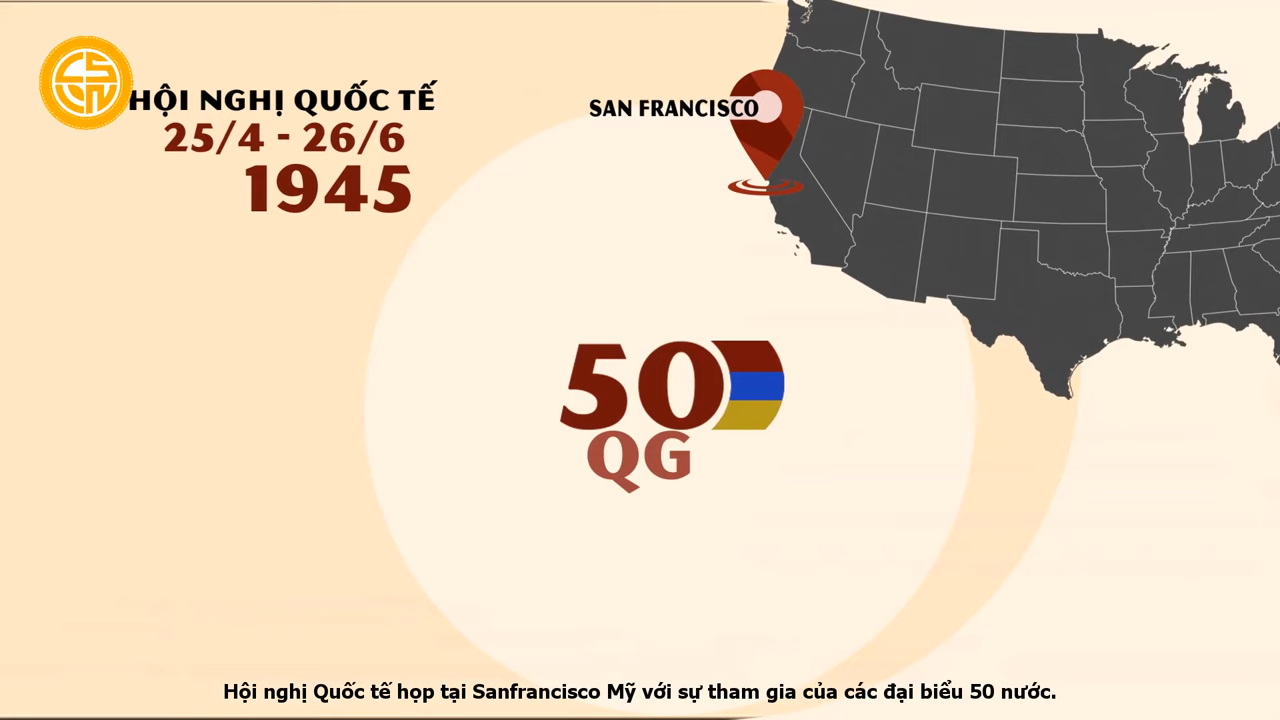 HỘI NGHỊ QUỐC TẾ
25/4 - 26/6
1945
SAN FRANCISCO
50
QG
Hội nghị Quốc tế họp tại Sanfrancisco Mỹ với sự tham gia của các đại biểu 50 nước.